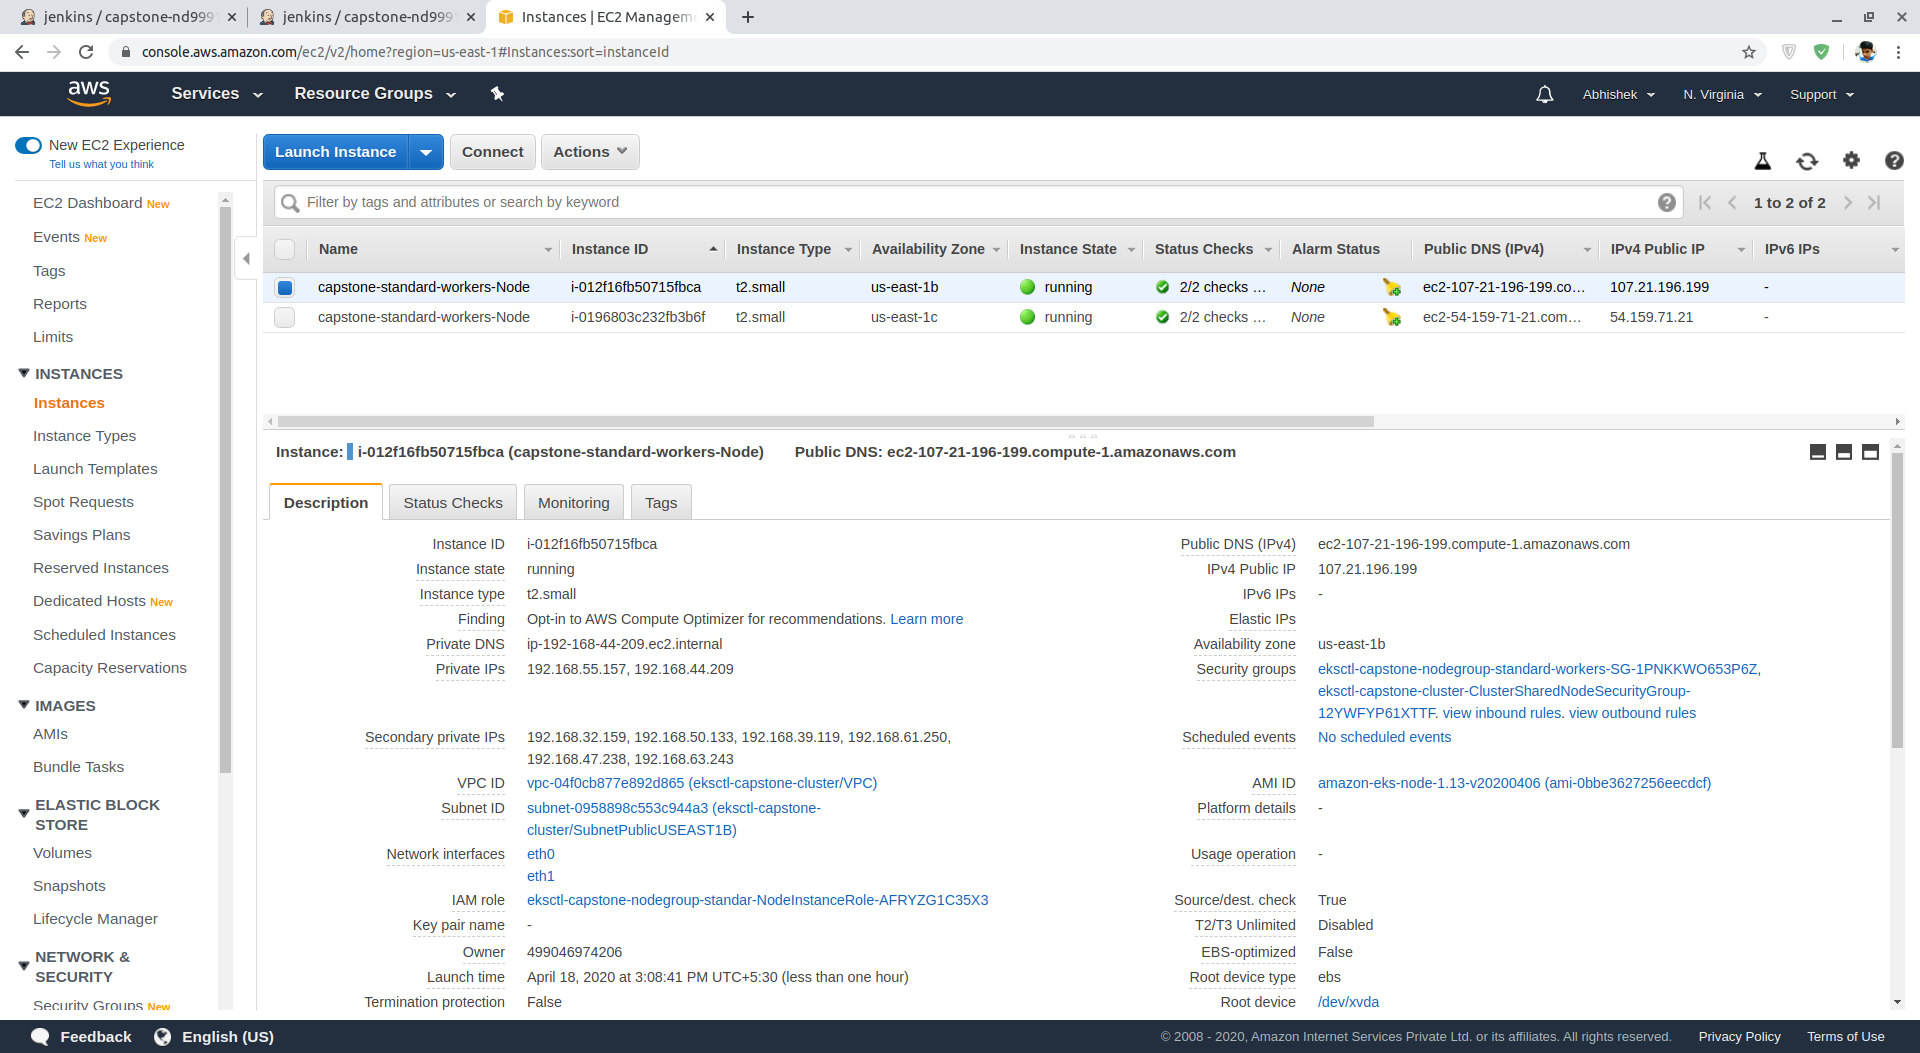 jenkins / capstone-nd999
jenkins / capstone-nd999
Instances | EC2 Managem
console.aws.amazon.com/ec2/v2/home?region=us-east-1#Instances:sort=instanceId
aws
Services
Resource Groups
Abhishek
N. Virginia
Support
New EC2 Experience
Tell us what you think
EC2 Dashboard New
Events New
Tags
Reports
Limits
INSTANCES
Instances
Instance Types
Launch Templates
Spot Requests
Savings Plans
Reserved Instances
Dedicated Hosts New
Scheduled Instances
Capacity Reservations
IMAGES
AMIs
Bundle Tasks
ELASTIC BLOCK
STORE
Volumes
Snapshots
Lifecycle Manager
NETWORK &
SECURITY
Security Groups New
Launch Instance
Connect
Actions
Filter by tags and attributes or search by keyword
1 to 2 of 2
Name Instance ID Instance Type Availability Zone Instance State Status Checks Alarm Status Public DNS (IPv4) IPv4 Public IP IPv6 IPs
capstone-standard-workers-Node i-012f16fb50715fbca t2.small us-east-1b running 2/2 checks … None ec2-107-21-196-199.co… 107.21.196.199 -
capstone-standard-workers-Node i-0196803c232fb3b6f t2.small us-east-1c running 2/2 checks … None ec2-54-159-71-21.com… 54.159.71.21 -
Instance: i-012f16fb50715fbca (capstone-standard-workers-Node) Public DNS: ec2-107-21-196-199.compute-1.amazonaws.com
Description Status Checks Monitoring Tags
Instance ID i-012f16fb50715fbca
Instance state running
Instance type t2.small
Finding Opt-in to AWS Compute Optimizer for recommendations. Learn more
Private DNS ip-192-168-44-209.ec2.internal
Private IPs 192.168.55.157, 192.168.44.209
Secondary private IPs 192.168.32.159, 192.168.50.133, 192.168.39.119, 192.168.61.250,
192.168.47.238, 192.168.63.243
VPC ID vpc-04f0cb877e892d865 (eksctl-capstone-cluster/VPC)
Subnet ID subnet-0958898c553c944a3 (eksctl-capstone-
cluster/SubnetPublicUSEAST1B)
Network interfaces eth0
eth1
IAM role eksctl-capstone-nodegroup-standar-NodeInstanceRole-AFRYZG1C35X3
Key pair name -
Owner 499046974206
Launch time April 18, 2020 at 3:08:41 PM UTC+5:30 (less than one hour)
Termination protection False
Public DNS (IPv4) ec2-107-21-196-199.compute-1.amazonaws.com
IPv4 Public IP 107.21.196.199
IPv6 IPs -
Elastic IPs
Availability zone us-east-1b
Security groups eksctl-capstone-nodegroup-standard-workers-SG-1PNKKWO653P6Z,
eksctl-capstone-cluster-ClusterSharedNodeSecurityGroup-
12YWFYP61XTTF. view inbound rules. view outbound rules
Scheduled events No scheduled events
AMI ID amazon-eks-node-1.13-v20200406 (ami-0bbe3627256eecdcf)
Platform details -
Usage operation -
Source/dest. check True
T2/T3 Unlimited Disabled
EBS-optimized False
Root device type ebs
Root device /dev/xvda
Feedback
English (US)
© 2008 - 2020, Amazon Internet Services Private Ltd. or its affiliates. All rights reserved.
Privacy Policy
Terms of Use